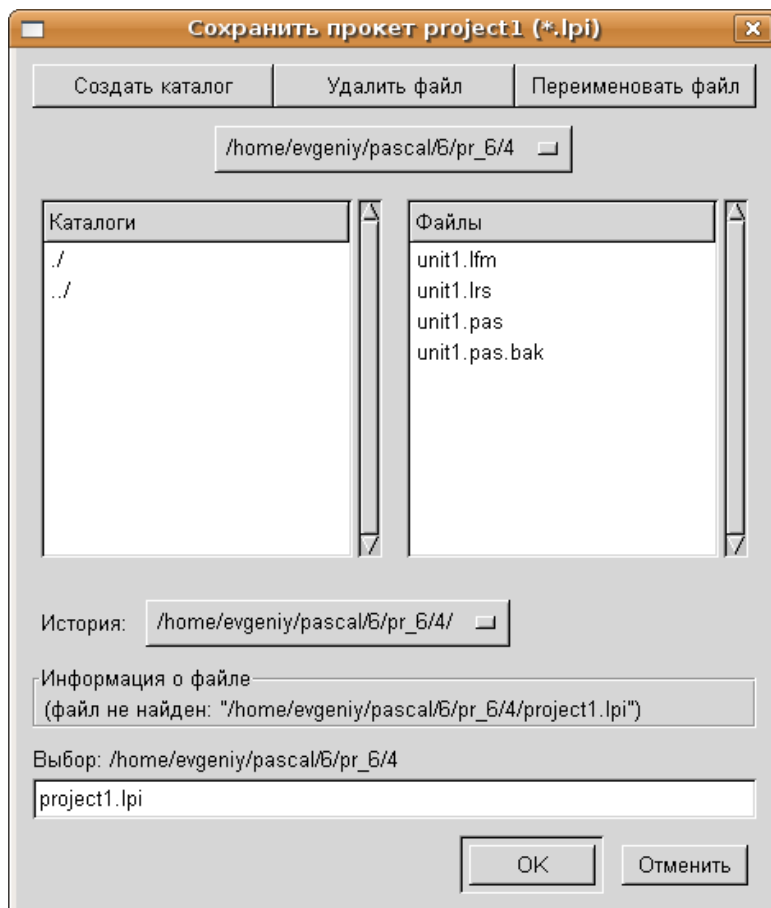 Сохранить прокет project1 (*.lpi)
Создать каталог Удалить файл Переименовать файл
/home/evgeniy/pascal/6/pr_6/4
Каталоги
./
../
Файлы
unit1.lfm
unit1.lrs
unit1.pas
unit1.pas.bak
История: /home/evgeniy/pascal/6/pr_6/4/
Информация о файле
(файл не найден: "/home/evgeniy/pascal/6/pr_6/4/project1.lpi")
Выбор: /home/evgeniy/pascal/6/pr_6/4
project1.lpi
OK Отменить